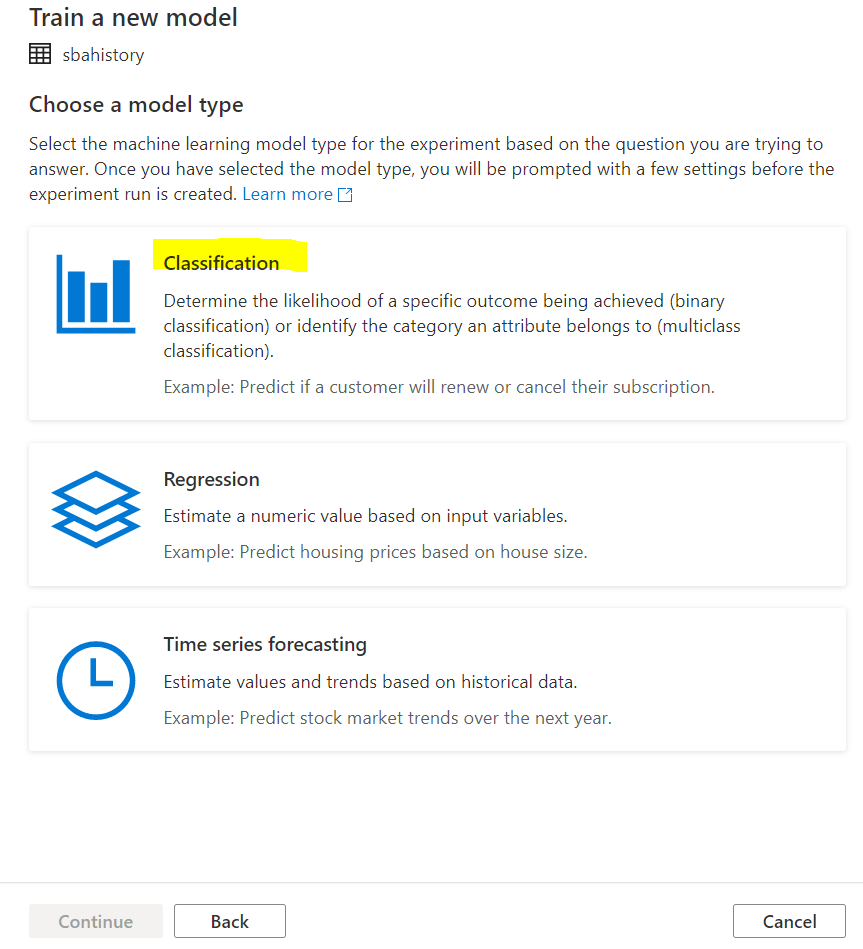 Train a new model
sbahistory
Choose a model type
Select the machine learning model type for the experiment based on the question you are trying to
answer. Once you have selected the model type, you will be prompted with a few settings before the
experiment run is created. Learn more
Classification
Determine the likelihood of a specific outcome being achieved (binary
classification) or identify the category an attribute belongs to (multiclass
classification).
Example: Predict if a customer will renew or cancel their subscription.
Regression
Estimate a numeric value based on input variables.
Example: Predict housing prices based on house size.
Time series forecasting
Estimate values and trends based on historical data.
Example: Predict stock market trends over the next year.
Continue
Back
Cancel